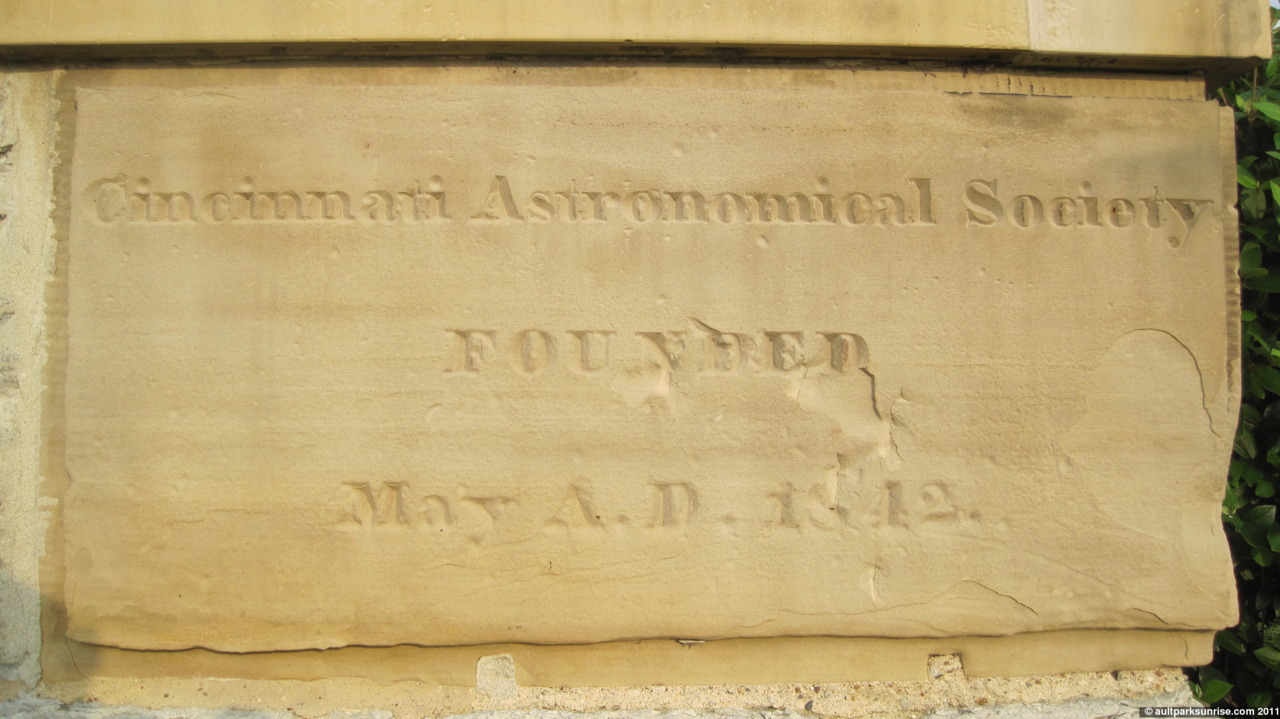 Cincinnati Astronomical Society
FOUNDED
May A.D. 1842.
© aultparksunrise.com 2011